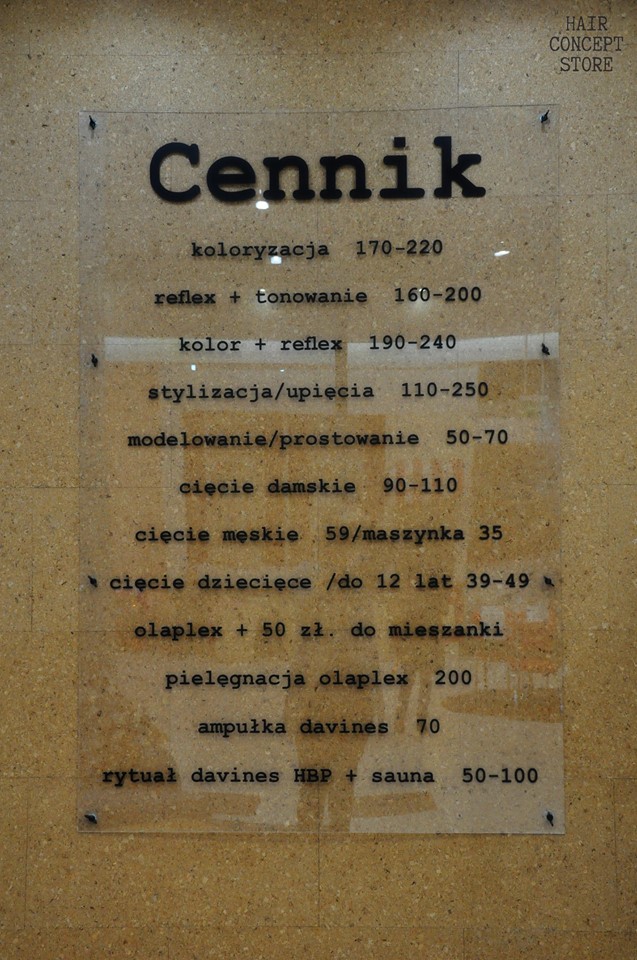 HAIR
CONCEPT
STORE
Cennik
koloryzacja 170-220
reflex + tonowanie 160-200
kolor + reflex 190-240
stylizacja/upięcia 110-250
modelowanie/prostowanie 50-70
cięcie damskie 90-110
cięcie męskie 59/maszynka 35
cięcie dziecięce /do 12 lat 39-49
olaplex + 50 zł. do mieszanki
pielęgnacja olaplex 200
ampułka davines 70
rytuał davines HBP + sauna 50-100